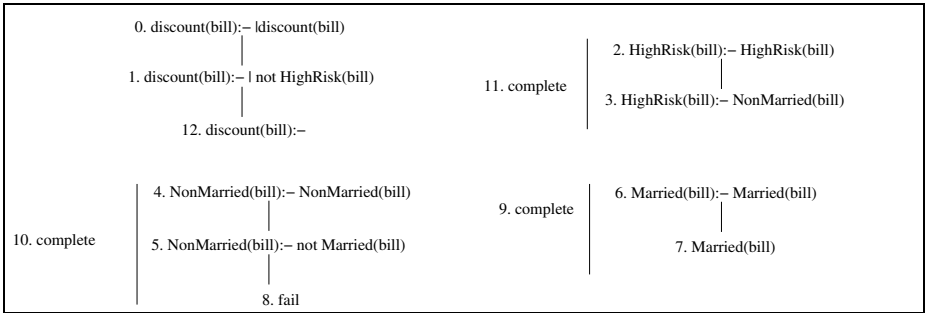 0. discount(bill):– |discount(bill)
1. discount(bill):– | not HighRisk(bill)
12. discount(bill):–
11. complete
2. HighRisk(bill):– HighRisk(bill)
3. HighRisk(bill):– NonMarried(bill)
10. complete
4. NonMarried(bill):– NonMarried(bill)
5. NonMarried(bill):– not Married(bill)
8. fail
9. complete
6. Married(bill):– Married(bill)
7. Married(bill)